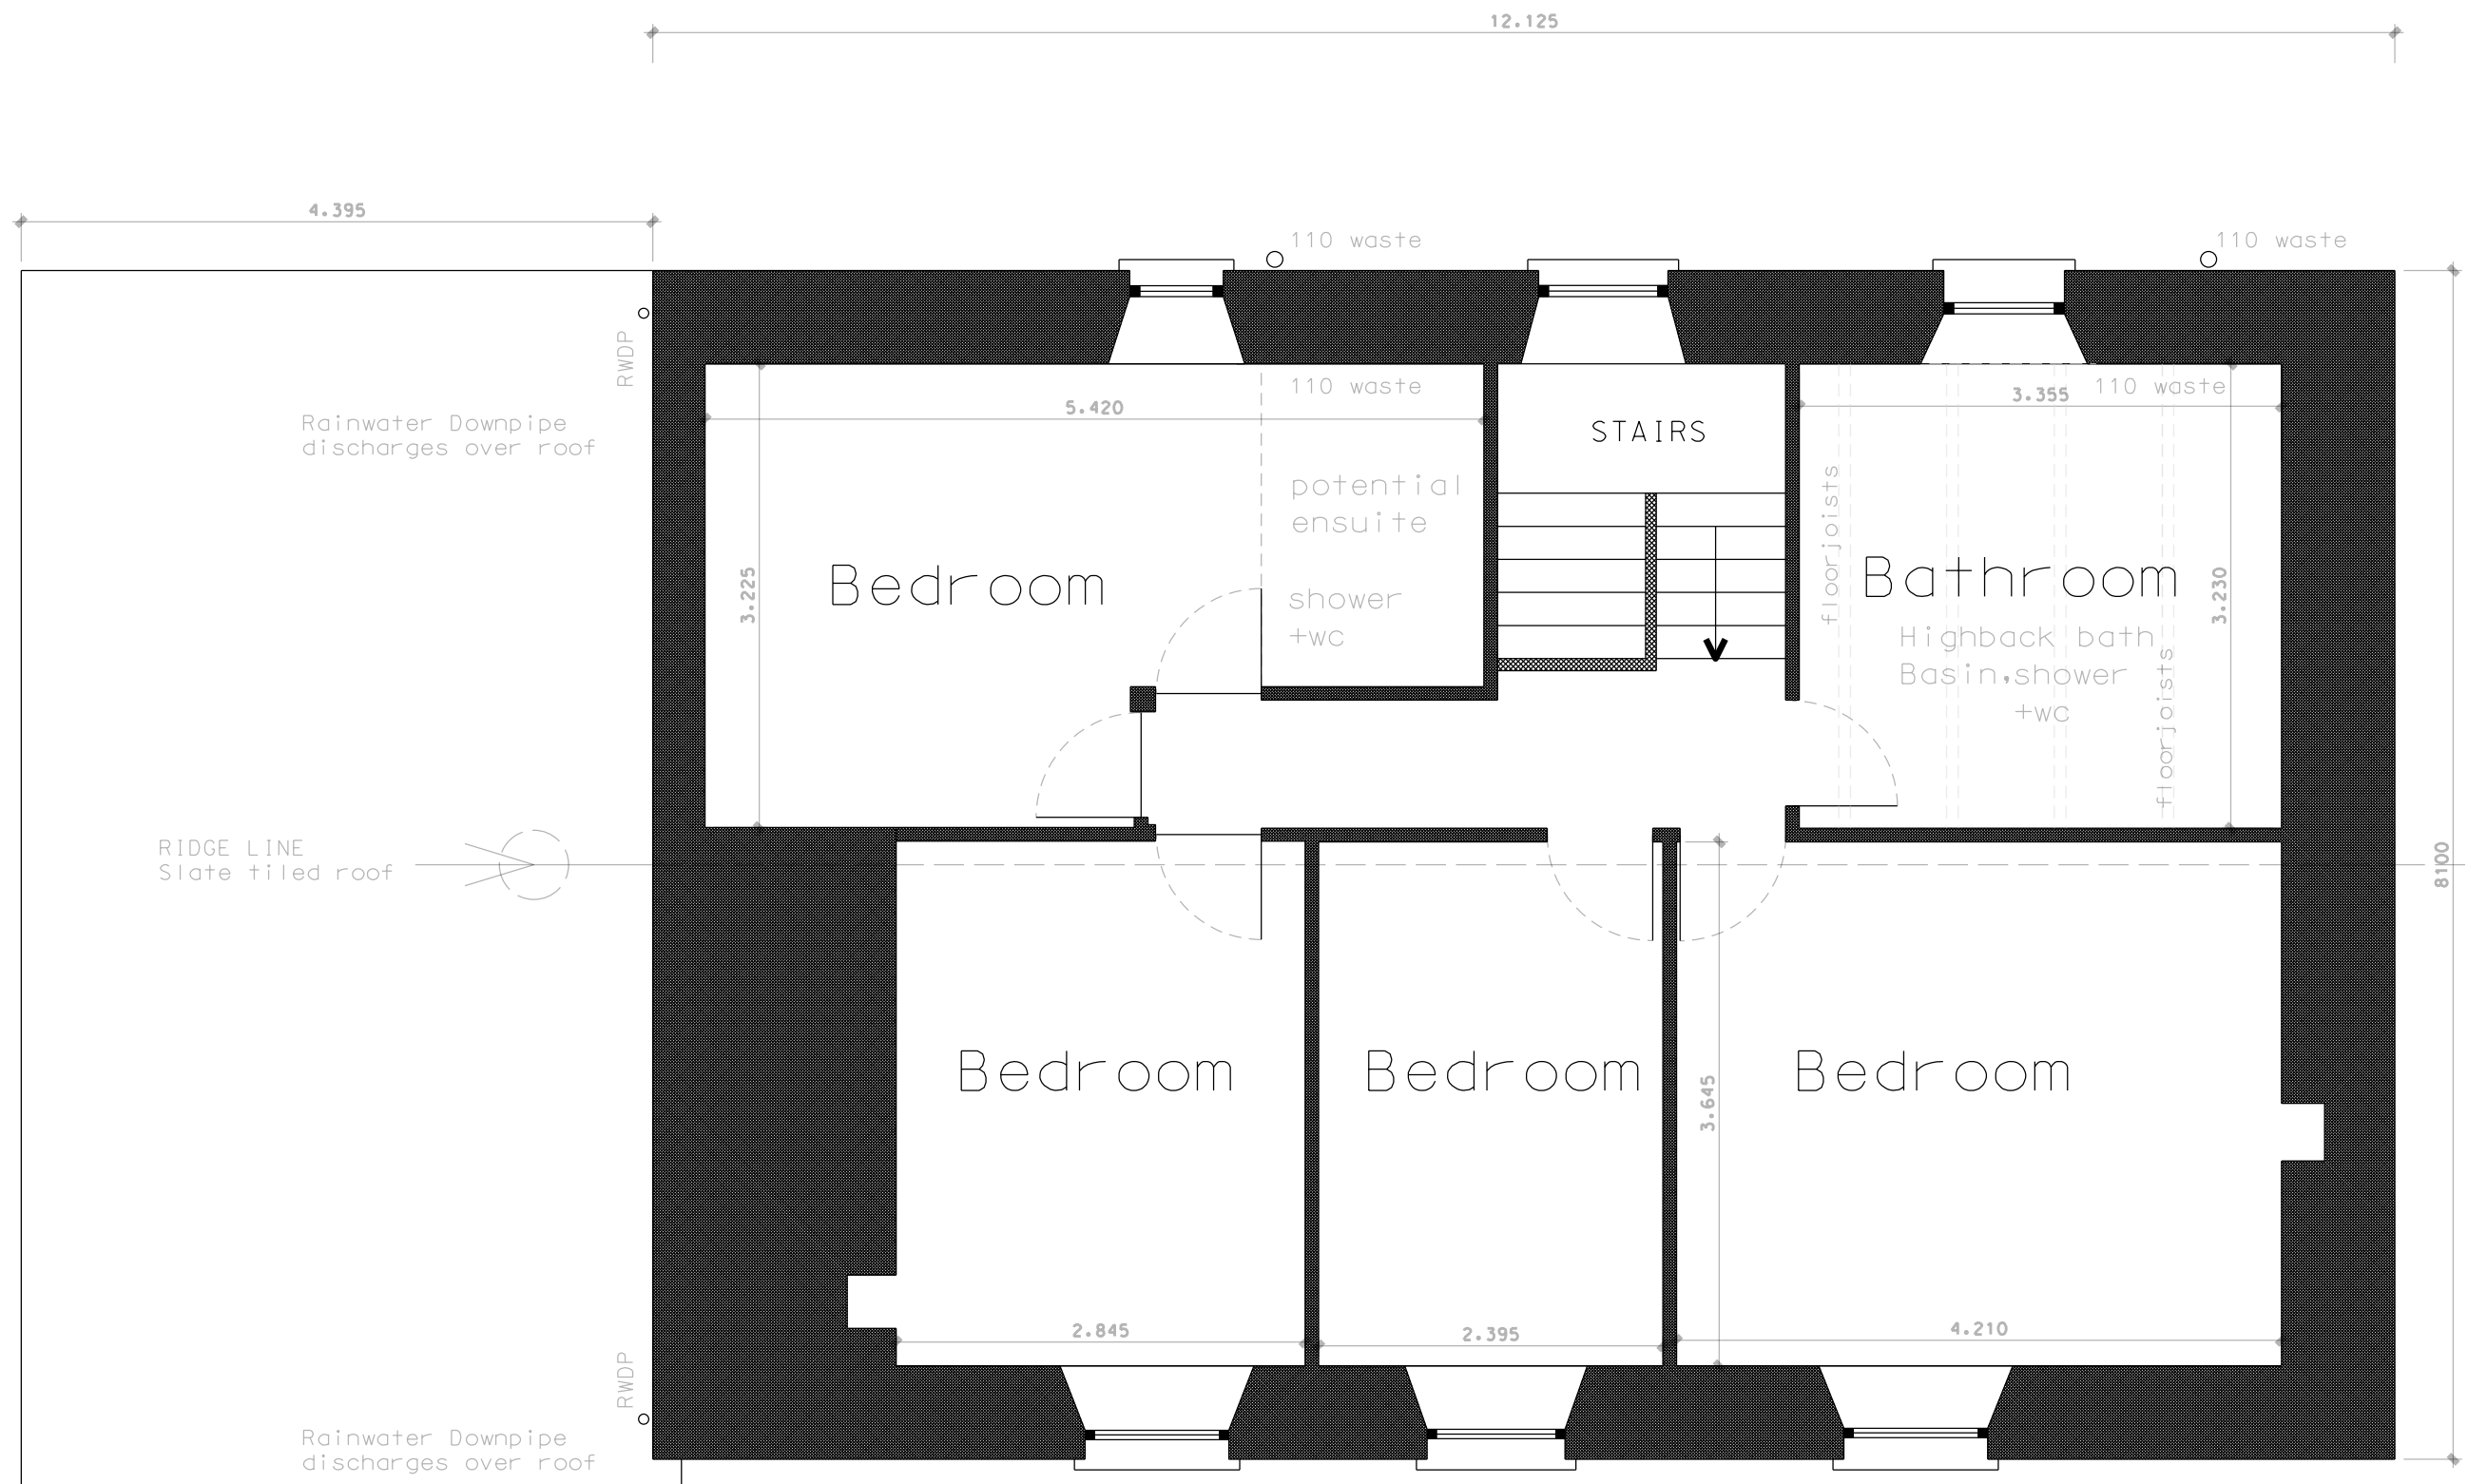 12.125
4.395
110 waste
110 waste
RWDP
Rainwater Downpipe
discharges over roof
5.420
110 waste
STAIRS
3.355
110 waste
potential
ensuite
shower
+wc
Bedroom
3.225
floorjoists
Bathroom
Highback bath
Basin,shower
+wc
3.230
floorjoists
RIDGE LINE
Slate tiled roof
8100
Bedroom
Bedroom
3.645
Bedroom
2.845
2.395
4.210
RWDP
Rainwater Downpipe
discharges over roof